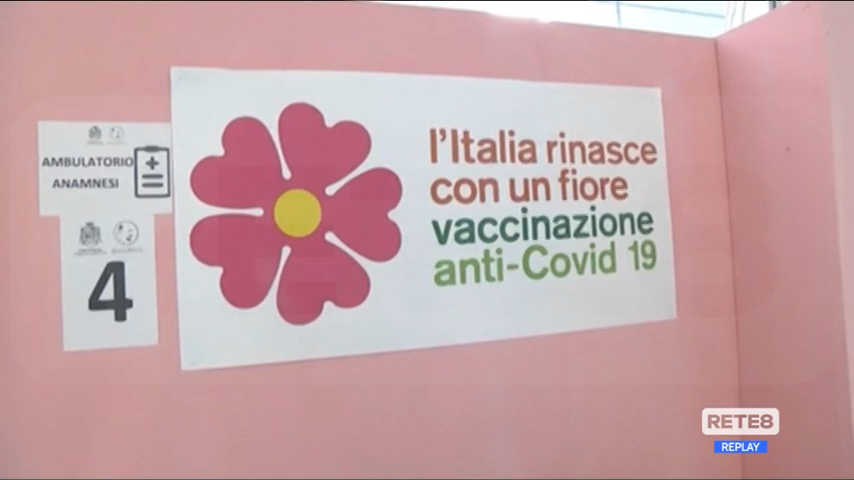 AMBULATORIO
ANAMNESI
4
l'Italia rinasce
con un fiore
vaccinazione
anti-Covid 19
RETE8
REPLAY